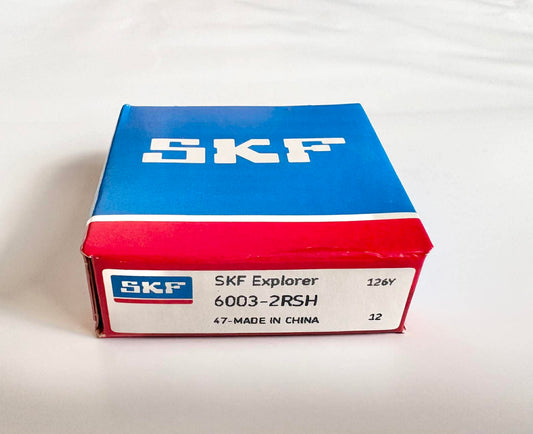 SKF
SKF
SKF Explorer 126Y
6003-2RSH
47-MADE IN CHINA 12